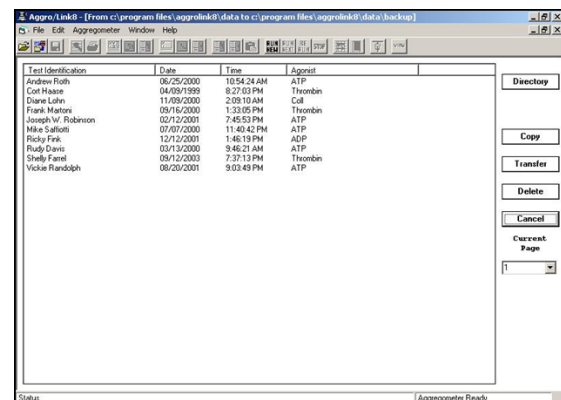 Aggro/Link8 - [From c:\program files\aggrolink8\data to c:\program files\aggrolink8\data\backup]
File Edit Aggregometer Window Help
RUN NEW STOP
Test Identification Date Time Agonist
Andrew Roth 06/25/2000 10:54:24 AM ATP
Cort Haase 04/09/1999 8:27:03 PM Thrombin
Diane Lohn 11/09/2000 2:09:10 AM Coll
Frank Martoni 09/16/2000 1:33:05 PM Thrombin
Joseph W. Robinson 02/12/2001 7:45:53 PM ATP
Mike Saffiotti 07/07/2000 11:40:42 PM ATP
Ricky Fink 12/12/2001 1:46:19 PM ADP
Rudy Davis 03/13/2000 9:46:21 AM ATP
Shelly Farrel 09/12/2003 7:37:13 PM Thrombin
Vickie Randolph 08/20/2001 9:03:49 PM ATP
Directory
Copy
Transfer
Delete
Cancel
Current
Page
1
Status Aggregometer Ready